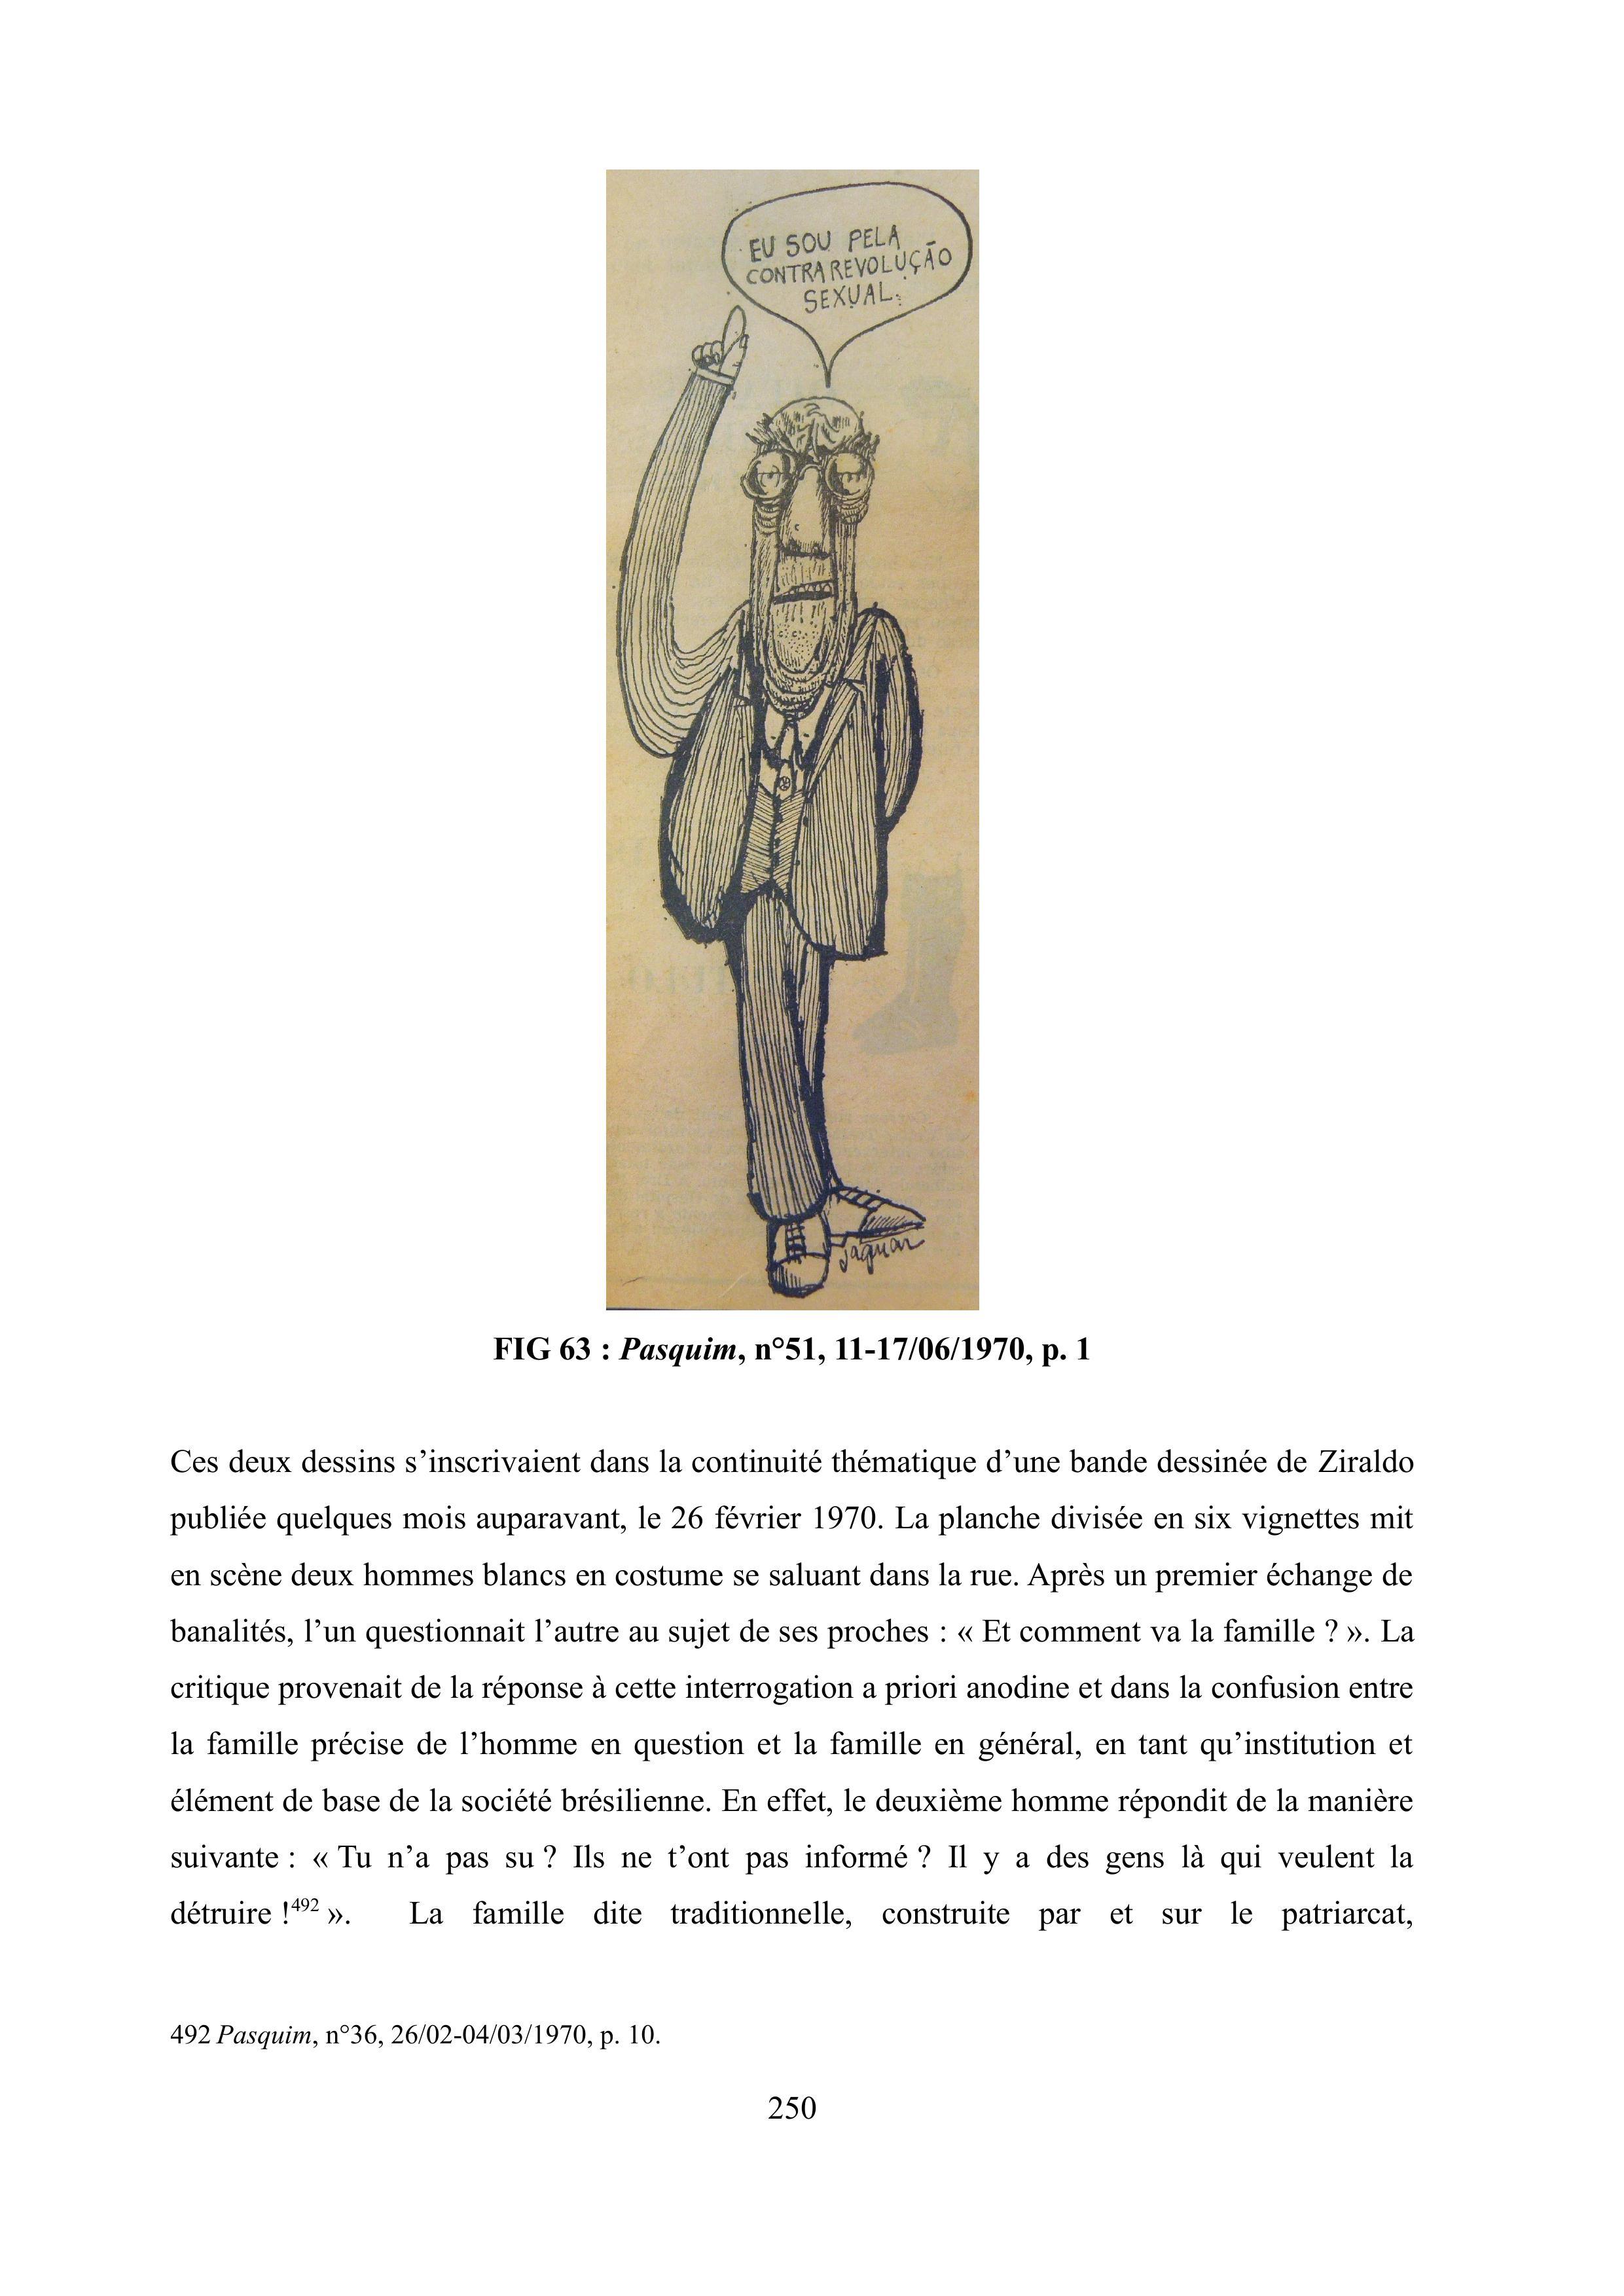 EU SOU PELA
CONTRAREVOLUÇÃO
SEXUAL.
jaguar
FIG 63 : Pasquim, n°51, 11-17/06/1970, p. 1
Ces deux dessins s’inscrivaient dans la continuité thématique d’une bande dessinée de Ziraldo
publiée quelques mois auparavant, le 26 février 1970. La planche divisée en six vignettes mit
en scène deux hommes blancs en costume se saluant dans la rue. Après un premier échange de
banalités, l’un questionnait l’autre au sujet de ses proches : « Et comment va la famille ? ». La
critique provenait de la réponse à cette interrogation a priori anodine et dans la confusion entre
la famille précise de l’homme en question et la famille en général, en tant qu’institution et
élément de base de la société brésilienne. En effet, le deuxième homme répondit de la manière
suivante : « Tu n’a pas su ? Ils ne t’ont pas informé ? Il y a des gens là qui veulent la
détruire !492 ». La famille dite traditionnelle, construite par et sur le patriarcat,
492 Pasquim, n°36, 26/02-04/03/1970, p. 10.
250